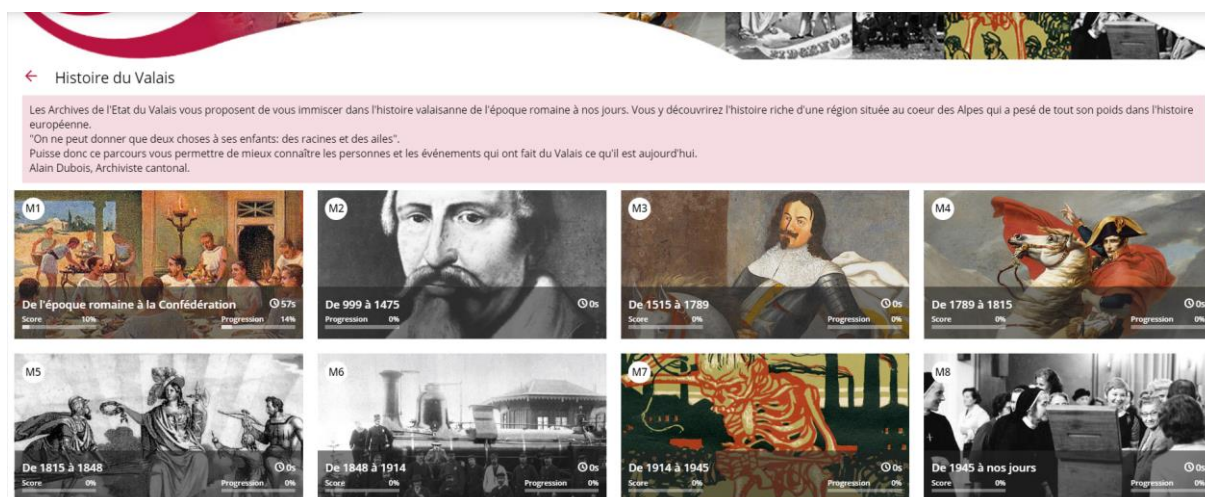 Histoire du Valais
Les Archives de l'Etat du Valais vous proposent de vous immiscer dans l'histoire valaisanne de l'époque romaine à nos jours. Vous y découvrirez l'histoire riche d'une région située au coeur des Alpes qui a pesé de tout son poids dans l'histoire
européenne.
"On ne peut donner que deux choses à ses enfants: des racines et des ailes".
Puisse donc ce parcours vous permettre de mieux connaître les personnes et les événements qui ont fait du Valais ce qu'il est aujourd'hui.
Alain Dubois, Archiviste cantonal.
M1
De l'époque romaine à la Confédération 57s
Score 10% Progression 14%
M2
De 999 à 1475 0s
Progression 0%
M3
De 1515 à 1789 0s
Score 0% Progression 0%
M4
De 1789 à 1815 0s
Score 0% Progression 0%
M5
De 1815 à 1848 0s
Score 0% Progression 0%
M6
De 1848 à 1914 0s
Score 0% Progression 0%
M7
De 1914 à 1945 0s
Score 0% Progression 0%
M8
De 1945 à nos jours 0s
Score 0% Progression 0%